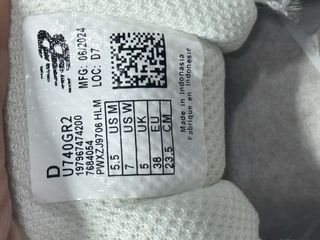 MFG: 06/2024
LOC: D7
D
UT40GR2
197967474200
7684054
PWXZJ9706 HLM
5.5 US M
7 US W
5 UK
38 EU
23.5 CM
Made in Indonesia
Fabriqué en Indonésie